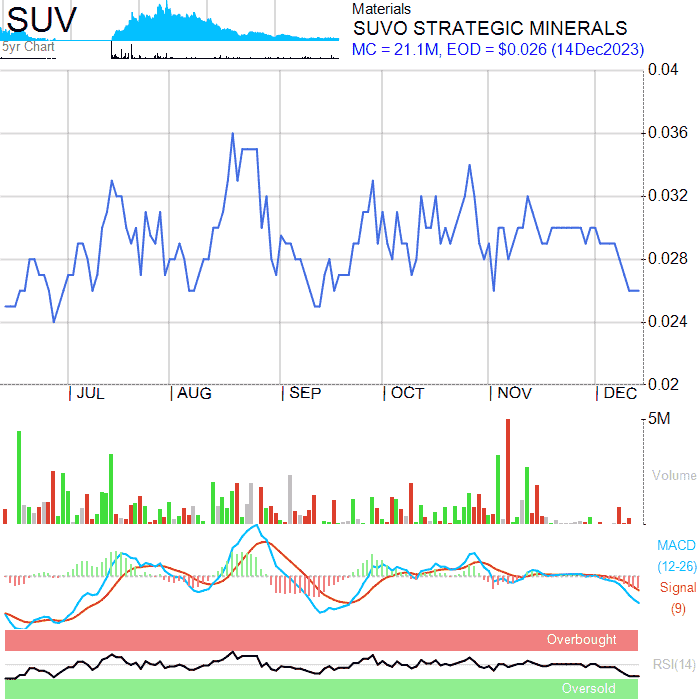 SUV
5yr Chart
Materials
SUVO STRATEGIC MINERALS
MC = 21.1M, EOD = $0.026 (14Dec2023)
0.04
0.036
0.032
0.028
0.024
0.02
JUL AUG SEP OCT NOV DEC
5M
Volume
MACD
(12-26)
Signal
(9)
Overbought
RSI(14)
Oversold